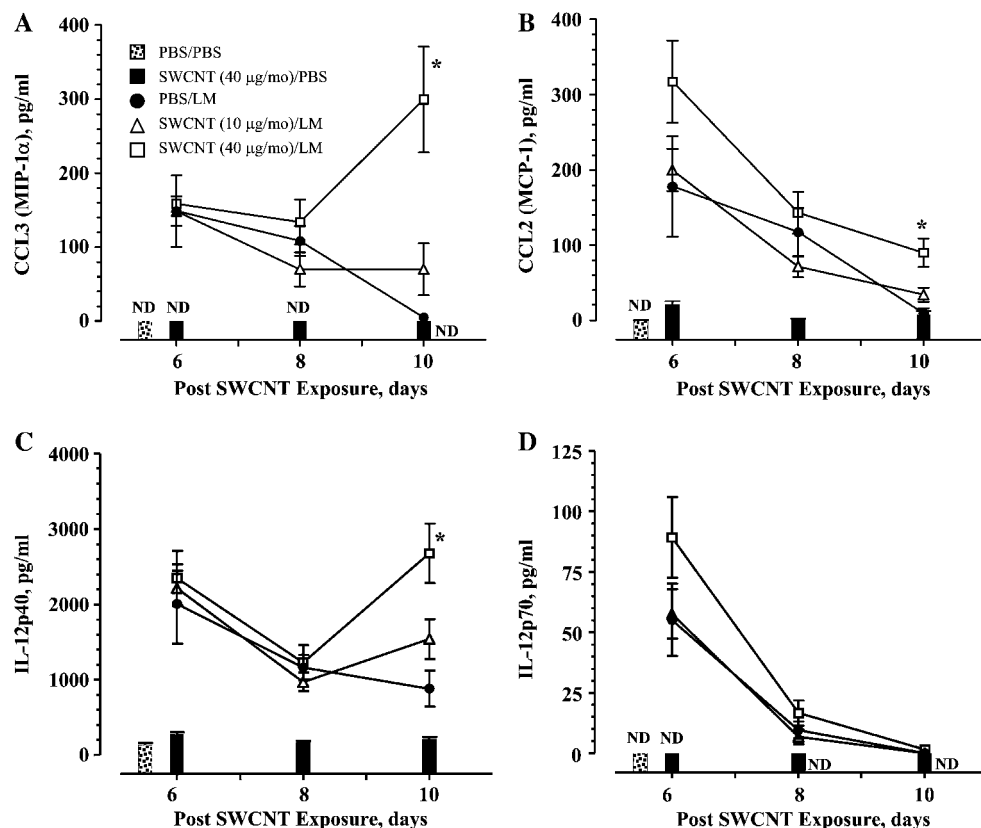 A
CCL3 (MIP-1α), pg/ml
400
300
200
100
0
PBS/PBS
SWCNT (40 µg/mo)/PBS
PBS/LM
SWCNT (10 µg/mo)/LM
SWCNT (40 µg/mo)/LM
*
ND
ND
ND
ND
6
8
10
Post SWCNT Exposure, days
B
CCL2 (MCP-1), pg/ml
400
300
200
100
0
*
ND
6
8
10
Post SWCNT Exposure, days
C
IL-12p40, pg/ml
4000
3000
2000
1000
0
*
6
8
10
Post SWCNT Exposure, days
D
IL-12p70, pg/ml
125
100
75
50
25
0
ND
ND
ND
ND
6
8
10
Post SWCNT Exposure, days